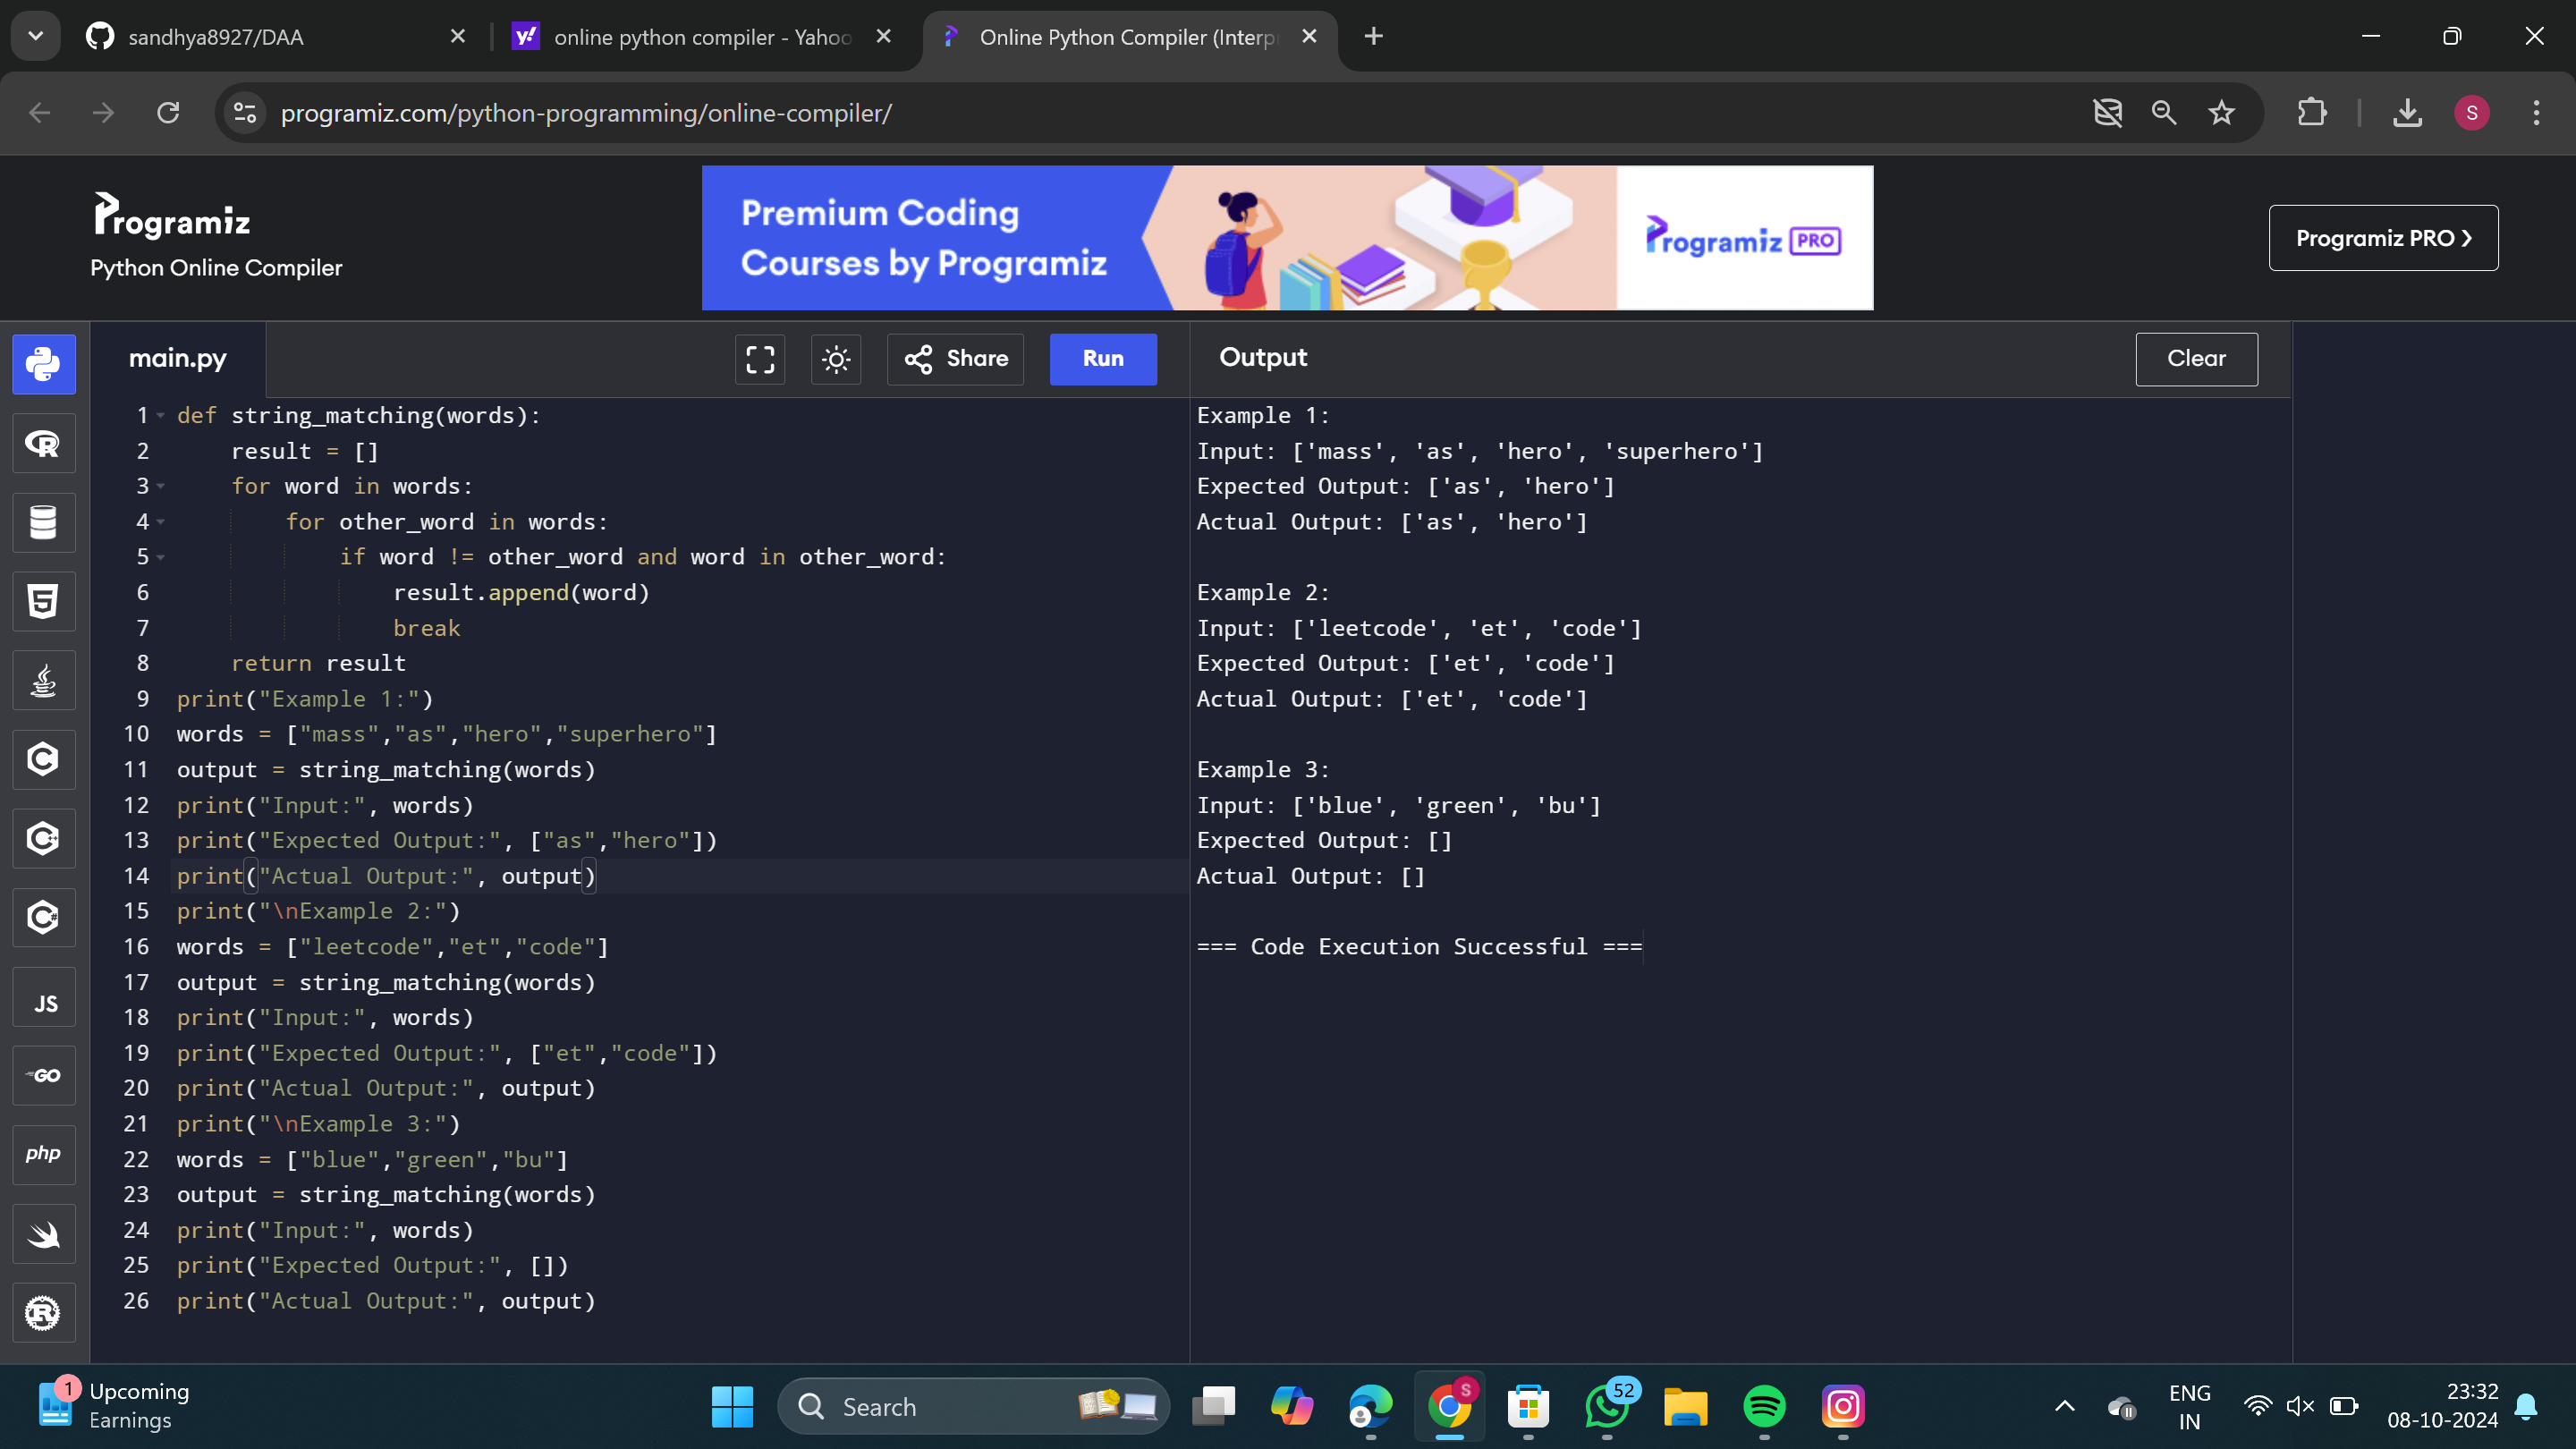 sandhya8927/DAA
online python compiler - Yahoo
Online Python Compiler (Interp
programiz.com/python-programming/online-compiler/
S
Programiz
Python Online Compiler
Premium Coding
Courses by Programiz
Programiz PRO
Programiz PRO ❯
main.py
Share
Run
Output
Clear
1 def string_matching(words):
2     result = []
3     for word in words:
4         for other_word in words:
5             if word != other_word and word in other_word:
6                 result.append(word)
7                 break
8     return result
9 print("Example 1:")
10 words = ["mass","as","hero","superhero"]
11 output = string_matching(words)
12 print("Input:", words)
13 print("Expected Output:", ["as","hero"])
14 print("Actual Output:", output)
15 print("\nExample 2:")
16 words = ["leetcode","et","code"]
17 output = string_matching(words)
18 print("Input:", words)
19 print("Expected Output:", ["et","code"])
20 print("Actual Output:", output)
21 print("\nExample 3:")
22 words = ["blue","green","bu"]
23 output = string_matching(words)
24 print("Input:", words)
25 print("Expected Output:", [])
26 print("Actual Output:", output)
Example 1:
Input: ['mass', 'as', 'hero', 'superhero']
Expected Output: ['as', 'hero']
Actual Output: ['as', 'hero']
Example 2:
Input: ['leetcode', 'et', 'code']
Expected Output: ['et', 'code']
Actual Output: ['et', 'code']
Example 3:
Input: ['blue', 'green', 'bu']
Expected Output: []
Actual Output: []
=== Code Execution Successful ===
JS
GO
php
1
Upcoming
Earnings
Search
S
52
ENG
IN
23:32
08-10-2024